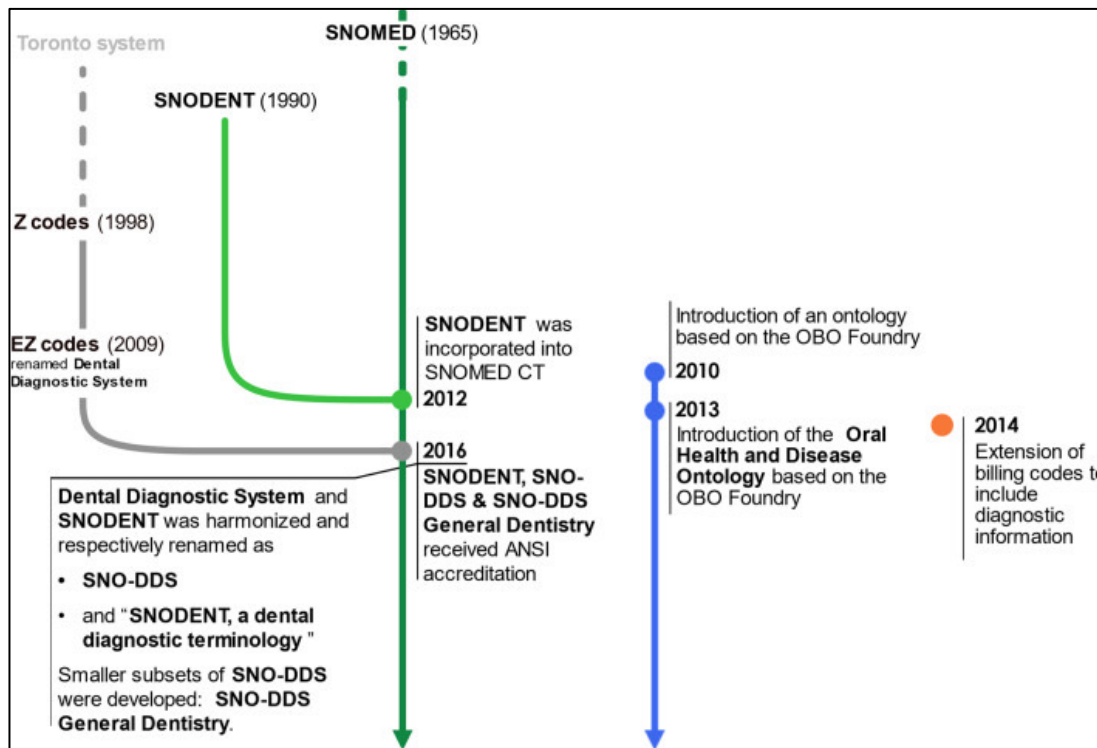 SNOMED (1965)
Toronto system
SNODENT (1990)
Z codes (1998)
EZ codes (2009)
renamed Dental
Diagnostic System
SNODENT was
incorporated into
SNOMED CT
2012
2016
SNODENT, SNO-
DDS & SNO-DDS
General Dentistry
received ANSI
accreditation
Dental Diagnostic System and
SNODENT was harmonized and
respectively renamed as
• SNO-DDS
• and "SNODENT, a dental
diagnostic terminology "
Smaller subsets of SNO-DDS
were developed: SNO-DDS
General Dentistry.
Introduction of an ontology
based on the OBO Foundry
2010
2013
Introduction of the Oral
Health and Disease
Ontology based on the
OBO Foundry
2014
Extension of
billing codes to
include
diagnostic
information